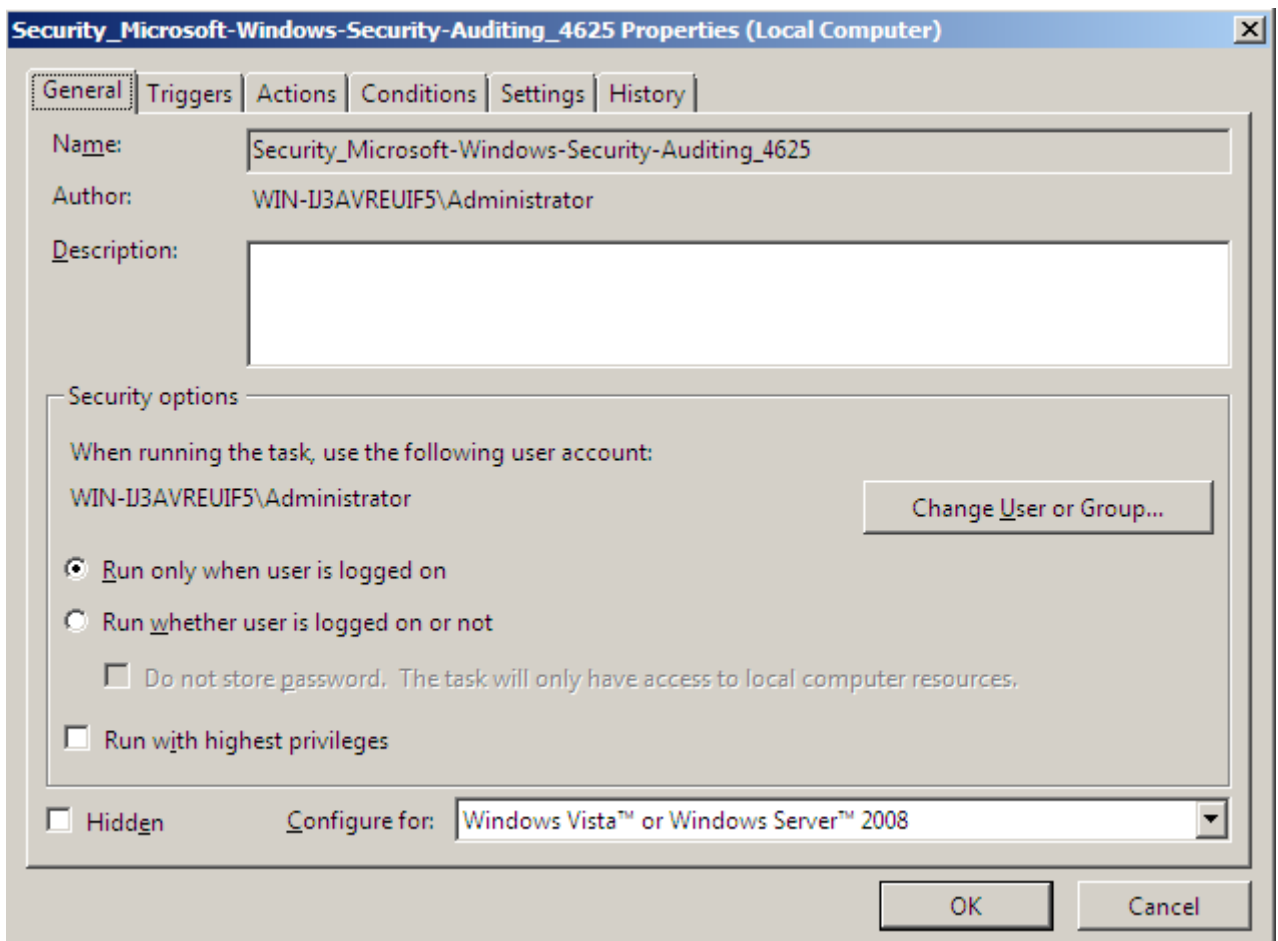 Security_Microsoft-Windows-Security-Auditing_4625 Properties (Local Computer)
General Triggers Actions Conditions Settings History
Name: Security_Microsoft-Windows-Security-Auditing_4625
Author: WIN-IJ3AVREUIF5\Administrator
Description:
Security options
When running the task, use the following user account:
WIN-IJ3AVREUIF5\Administrator
Change User or Group...
Run only when user is logged on
Run whether user is logged on or not
Do not store password. The task will only have access to local computer resources.
Run with highest privileges
Hidden Configure for: Windows Vista™ or Windows Server™ 2008
OK Cancel